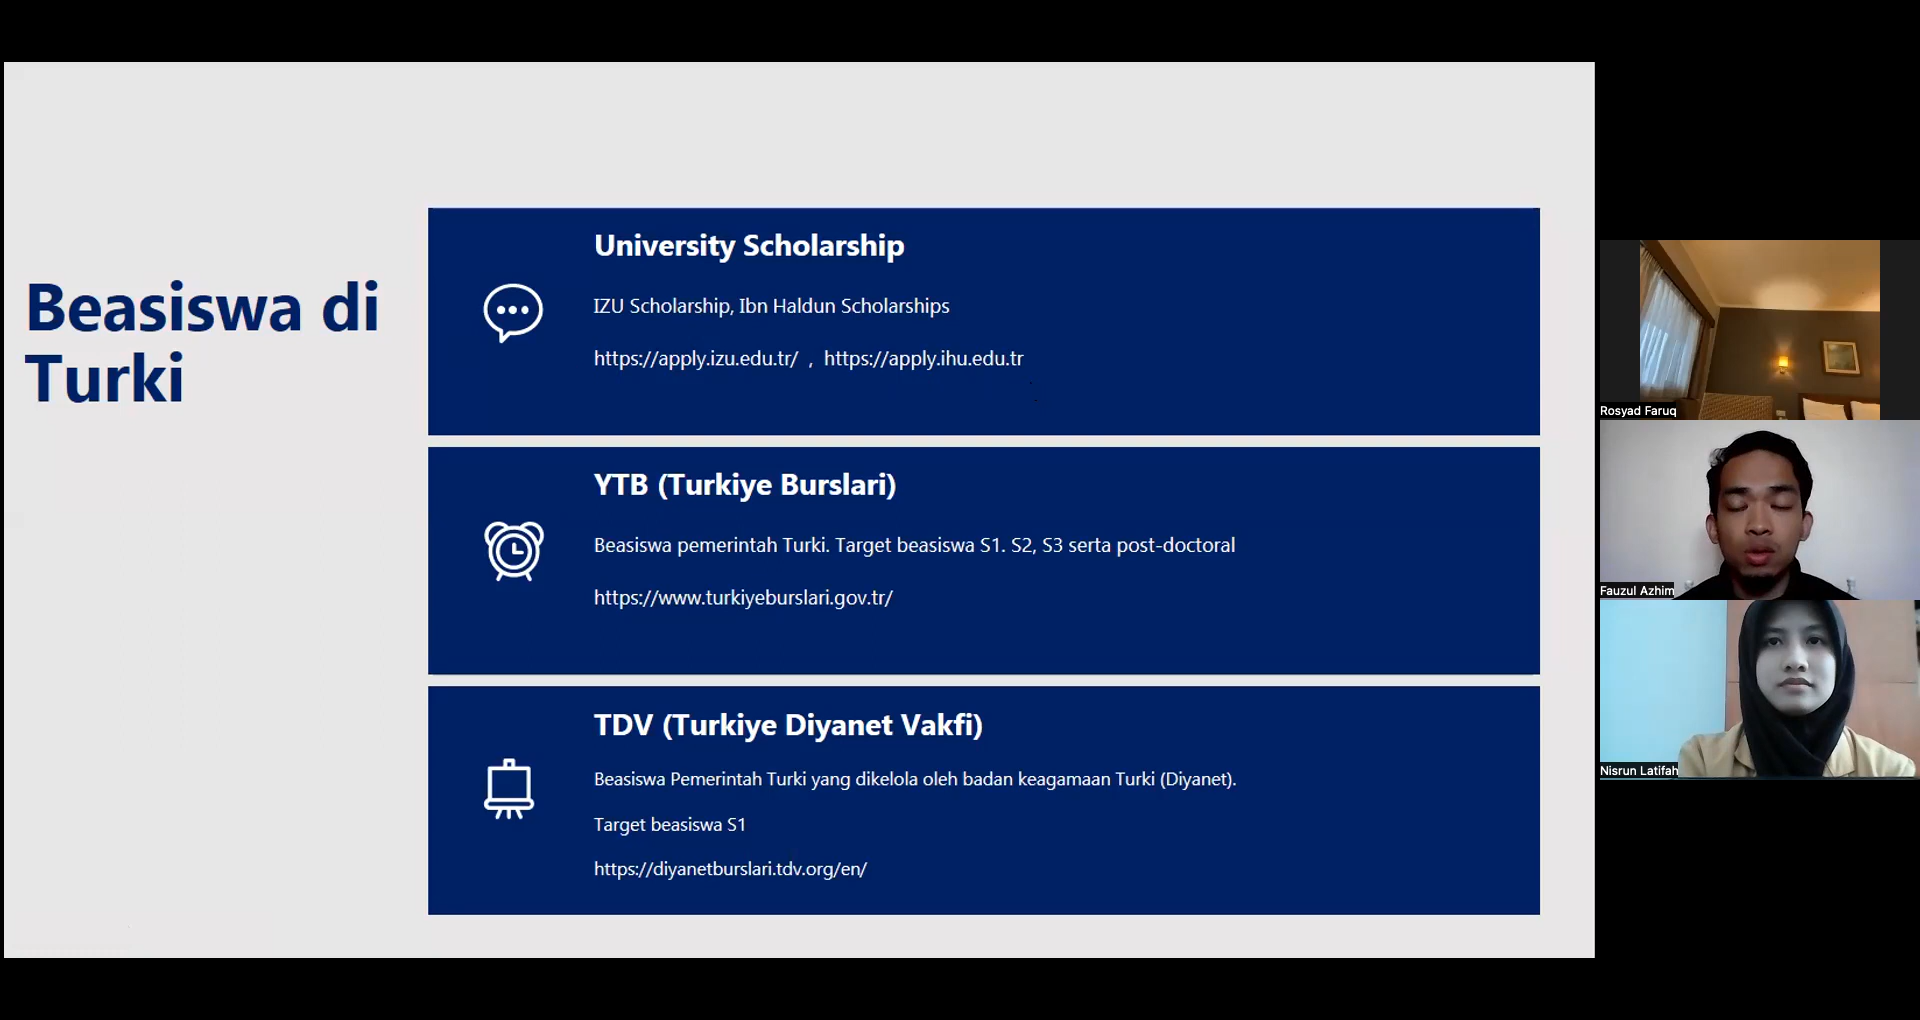 Beasiswa di
Turki
University Scholarship
IZU Scholarship, Ibn Haldun Scholarships
https://apply.izu.edu.tr/ , https://apply.ihu.edu.tr
YTB (Turkiye Burslari)
Beasiswa pemerintah Turki. Target beasiswa S1. S2, S3 serta post-doctoral
https://www.turkiyeburslari.gov.tr/
TDV (Turkiye Diyanet Vakfi)
Beasiswa Pemerintah Turki yang dikelola oleh badan keagamaan Turki (Diyanet).
Target beasiswa S1
https://diyanetburslari.tdv.org/en/
Rosyad Faruq
Fauzul Azhim
Nisrun Latifah